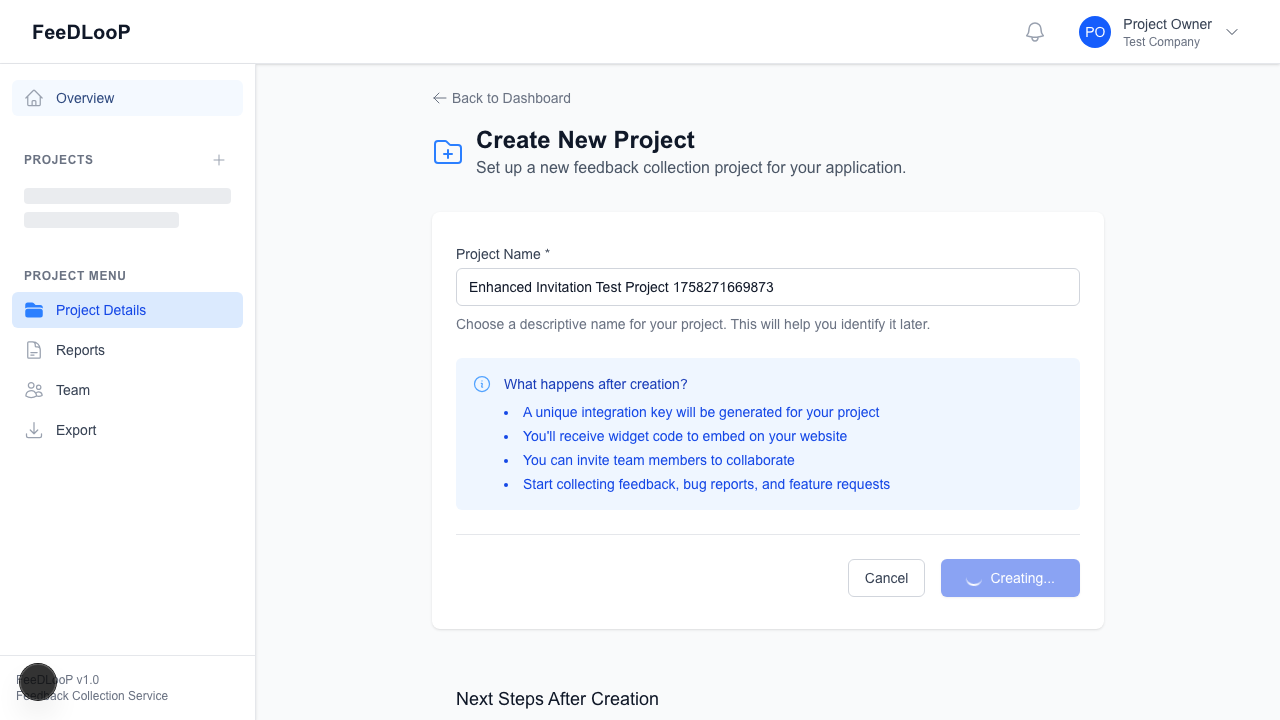 FeeDLooP
PO
Project Owner
Test Company
Overview
PROJECTS
PROJECT MENU
Project Details
Reports
Team
Export
FeeDLooP v1.0
Feedback Collection Service
Back to Dashboard
Create New Project
Set up a new feedback collection project for your application.
Project Name *
Enhanced Invitation Test Project 1758271669873
Choose a descriptive name for your project. This will help you identify it later.
What happens after creation?
• A unique integration key will be generated for your project
• You'll receive widget code to embed on your website
• You can invite team members to collaborate
• Start collecting feedback, bug reports, and feature requests
Cancel
Creating...
Next Steps After Creation